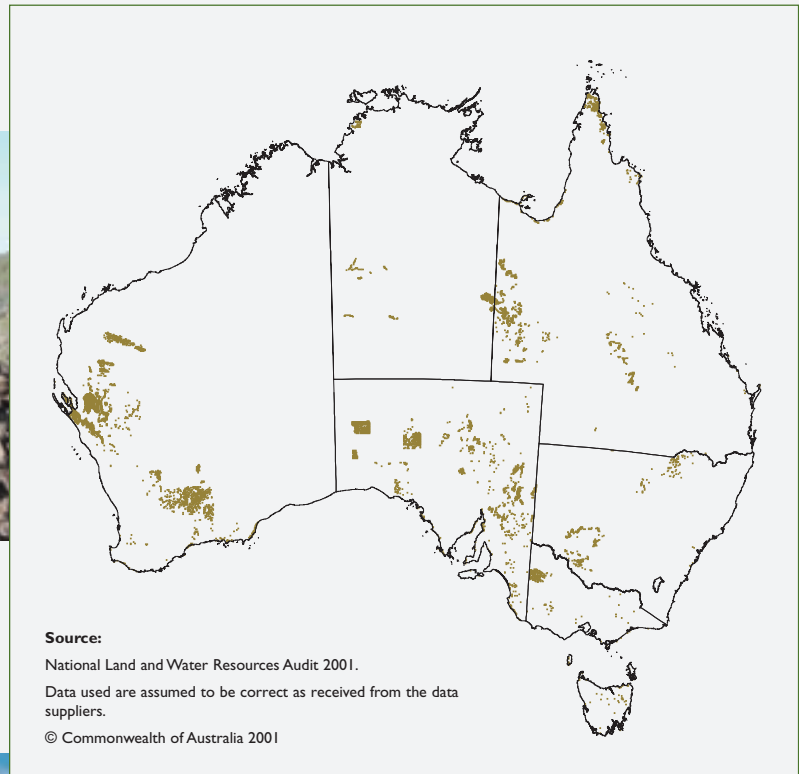 Source:
National Land and Water Resources Audit 2001.
Data used are assumed to be correct as received from the data
suppliers.
© Commonwealth of Australia 2001